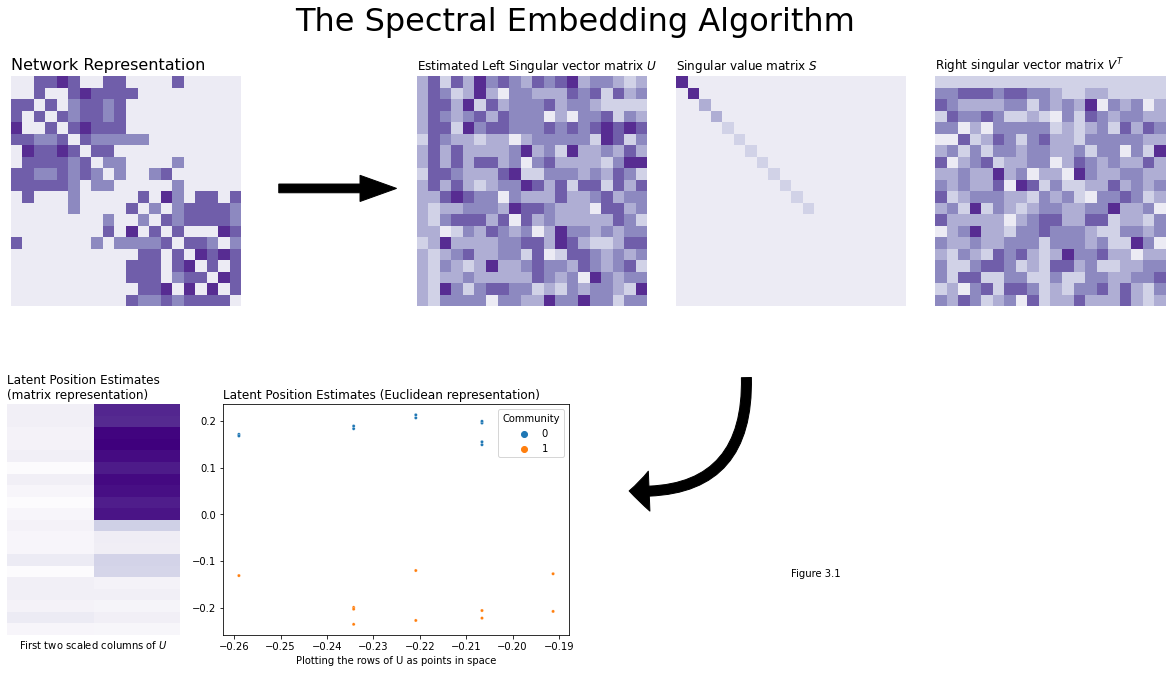 The Spectral Embedding Algorithm
Network Representation
Estimated Left Singular vector matrix U
Singular value matrix S
Right singular vector matrix V^T
Latent Position Estimates
(matrix representation)
First two scaled columns of U
Latent Position Estimates (Euclidean representation)
Community
0
1
0.2
0.1
0.0
−0.1
−0.2
−0.26 −0.25 −0.24 −0.23 −0.22 −0.21 −0.20 −0.19
Plotting the rows of U as points in space
Figure 3.1